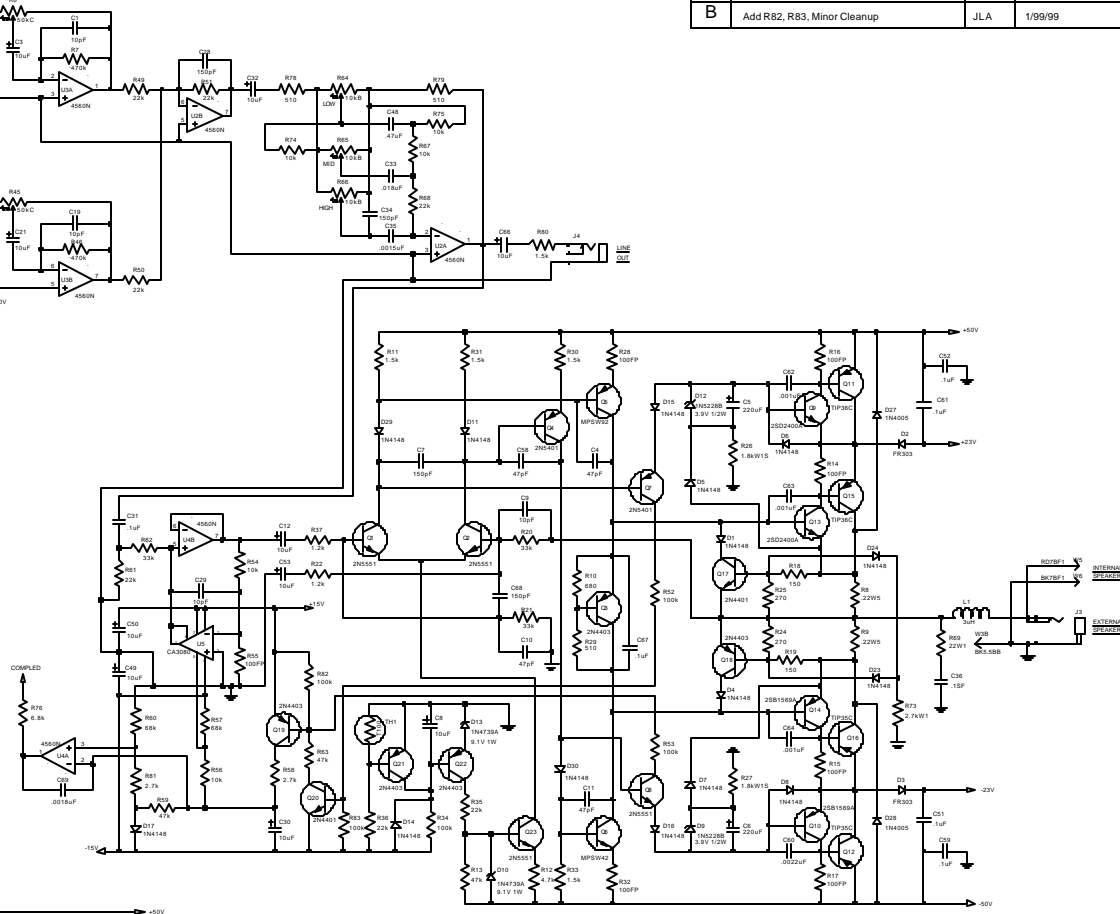 B Add R82, R83, Minor Cleanup JLA 1/99/99
50kC
C1
10pF
C3
10uF
R7
470k
U3A
4560N
R49
22k
C28
150pF
R51
22k
U2B
4560N
C32
10uF
R78
510
R64
10kB
LOW
R79
510
C48
.47uF
R75
10k
R74
10k
R65
10kB
MID
R67
10k
C33
.018uF
R66
10kB
HIGH
R68
22k
C34
150pF
C35
.0015uF
U2A
4560N
C66
10uF
R80
1.5k
J4
LINE
OUT
R45
50kC
C19
10pF
C21
10uF
R46
470k
U3B
4560N
R50
22k
+50V
R11
1.5k
R31
1.5k
R30
1.5k
R28
100FP
R16
100FP
C52
.1uF
C61
.1uF
Q11
TIP36C
C62
.001uF
Q9
2SD2400A
D12
1N5228B
3.9V 1/2W
C5
220uF
D15
1N4148
D27
1N4005
D2
FR303
+23V
D6
1N4148
R26
1.8kW1S
D29
1N4148
D11
1N4148
Q4
2N5401
MPSW92
C7
150pF
C58
47pF
C4
47pF
Q7
2N5401
D5
1N4148
R14
100FP
C63
.001uF
Q15
TIP36C
Q13
2SD2400A
C31
.1uF
R62
33k
R61
22k
U4B
4560N
C12
10uF
R37
1.2k
C53
10uF
R22
1.2k
R54
10k
C29
10pF
2N5551
2N5551
C9
10pF
R20
33k
C68
150pF
R21
33k
C10
47pF
R10
680
Q3
2N4403
R29
510
C67
.1uF
R52
100k
D1
1N4148
Q17
2N4401
R18
150
R25
270
R8
.22W5
D24
1N4148
R24
270
R9
.22W5
2N4403
Q18
R19
150
D23
1N4148
D4
1N4148
R73
2.7kW1
L1
3uH
R69
22W1
C36
.1SF
RD7BF1 W5
BK7BF1 W6
INTERNAL
SPEAKER
J3
EXTERNAL
SPEAKER
W3B
BK5.5BB
+15V
C50
10uF
U5
CA3080
R55
100FP
C49
10uF
COMPLED
R76
6.8k
4560N
U4A
C69
.0018uF
R60
68k
R57
68k
R81
2.7k
R56
10k
R59
47k
D17
1N4148
-15V
R82
100k
2N4403
Q19
R63
47k
R58
2.7k
Q20
2N4401
C30
10uF
R83
100k
TH1
Q21
2N4403
C8
10uF
D13
1N4739A
9.1V 1W
Q22
2N4403
R36
22k
D14
1N4148
R34
100k
R35
22k
R13
47k
D10
1N4739A
9.1V 1W
Q23
2N5551
R12
4.7k
R33
1.5k
D30
1N4148
C11
47pF
MPSW42
R32
100FP
R53
100k
2N5551
D16
1N4148
D7
1N4148
D9
1N5228B
3.9V 1/2W
R27
1.8kW1S
C6
220uF
2SB1569A
Q14
C64
.001uF
TIP35C
Q16
R15
100FP
D8
1N4148
2SB1569A
Q10
TIP35C
Q12
C60
.0022uF
R17
100FP
D3
FR303
-23V
D28
1N4005
C51
.1uF
C59
.1uF
-50V
+50V